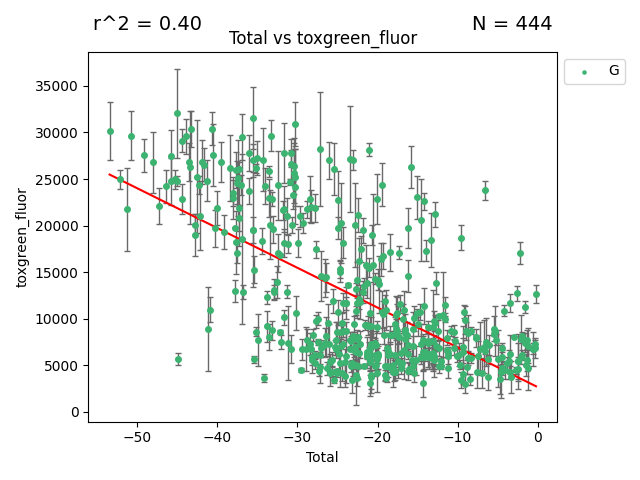 r^2 = 0.40
N = 444
Total vs toxgreen_fluor
G
35000
30000
25000
20000
15000
10000
5000
0
toxgreen_fluor
−50
−40
−30
−20
−10
0
Total